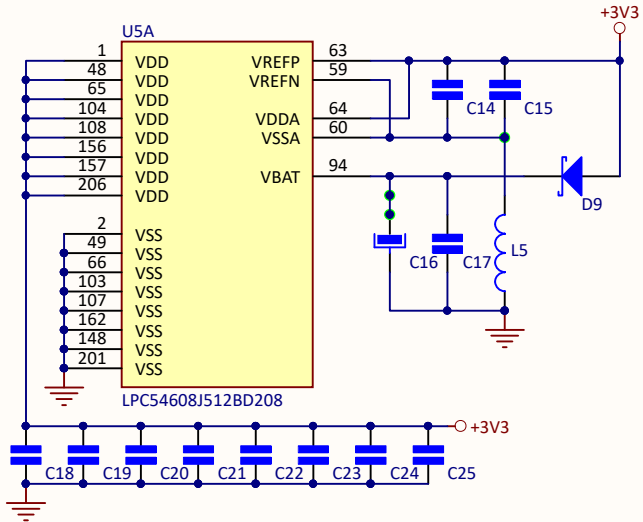 +3V3
U5A
1 VDD VREFP 63
48 VDD VREFN 59
65 VDD
104 VDD VDDA 64
108 VDD VSSA 60
156 VDD
157 VDD VBAT 94
206 VDD
2 VSS
49 VSS
66 VSS
103 VSS
107 VSS
162 VSS
148 VSS
201 VSS
C14 C15
D9
C16 C17 L5
LPC54608J512BD208
+3V3
C18 C19 C20 C21 C22 C23 C24 C25